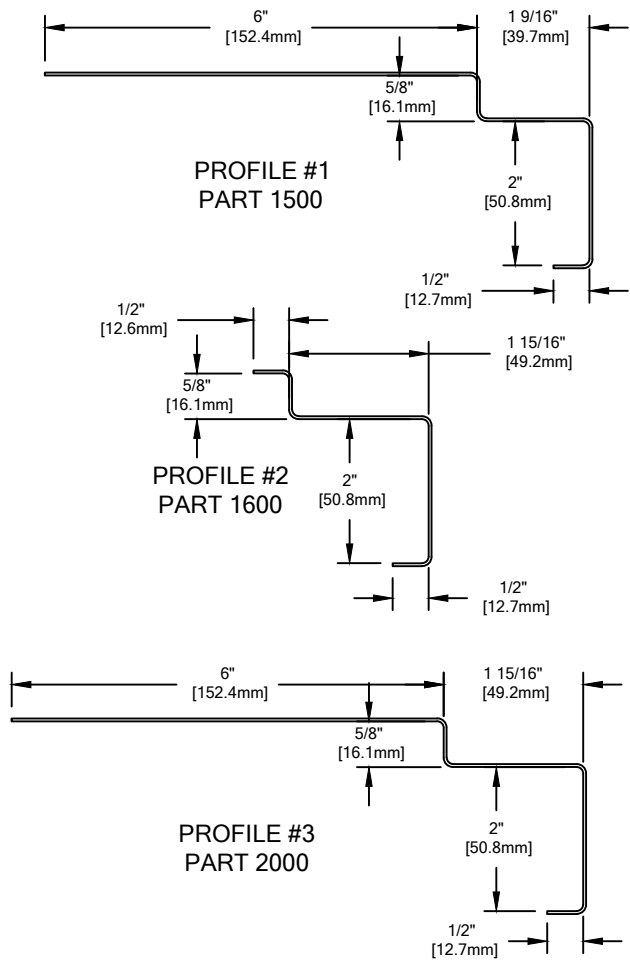 6"
[152.4mm]
1 9/16"
[39.7mm]
5/8"
[16.1mm]
PROFILE #1
PART 1500
2"
[50.8mm]
1/2"
[12.7mm]
1/2"
[12.6mm]
1 15/16"
[49.2mm]
5/8"
[16.1mm]
PROFILE #2
PART 1600
2"
[50.8mm]
1/2"
[12.7mm]
6"
[152.4mm]
1 15/16"
[49.2mm]
5/8"
[16.1mm]
PROFILE #3
PART 2000
2"
[50.8mm]
1/2"
[12.7mm]